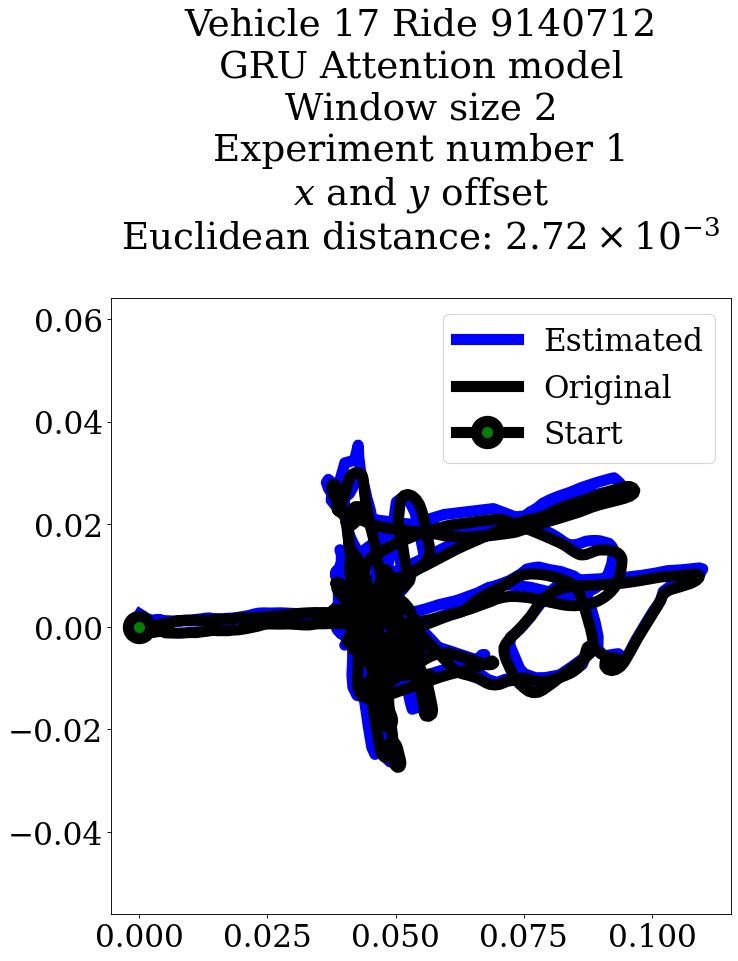 Vehicle 17 Ride 9140712
GRU Attention model
Window size 2
Experiment number 1
x and y offset
Euclidean distance: 2.72 × 10⁻³
Estimated
Original
Start
0.06
0.04
0.02
0.00
−0.02
−0.04
0.000 0.025 0.050 0.075 0.100